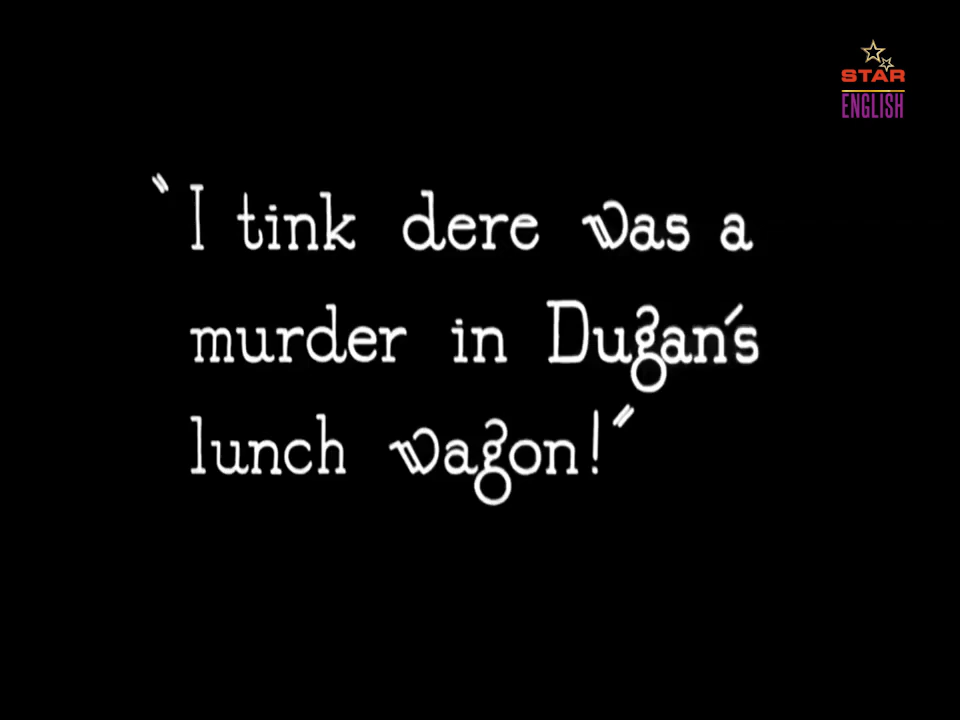 STAR
ENGLISH
"I tink dere was a
murder in Dugan's
lunch wagon!"